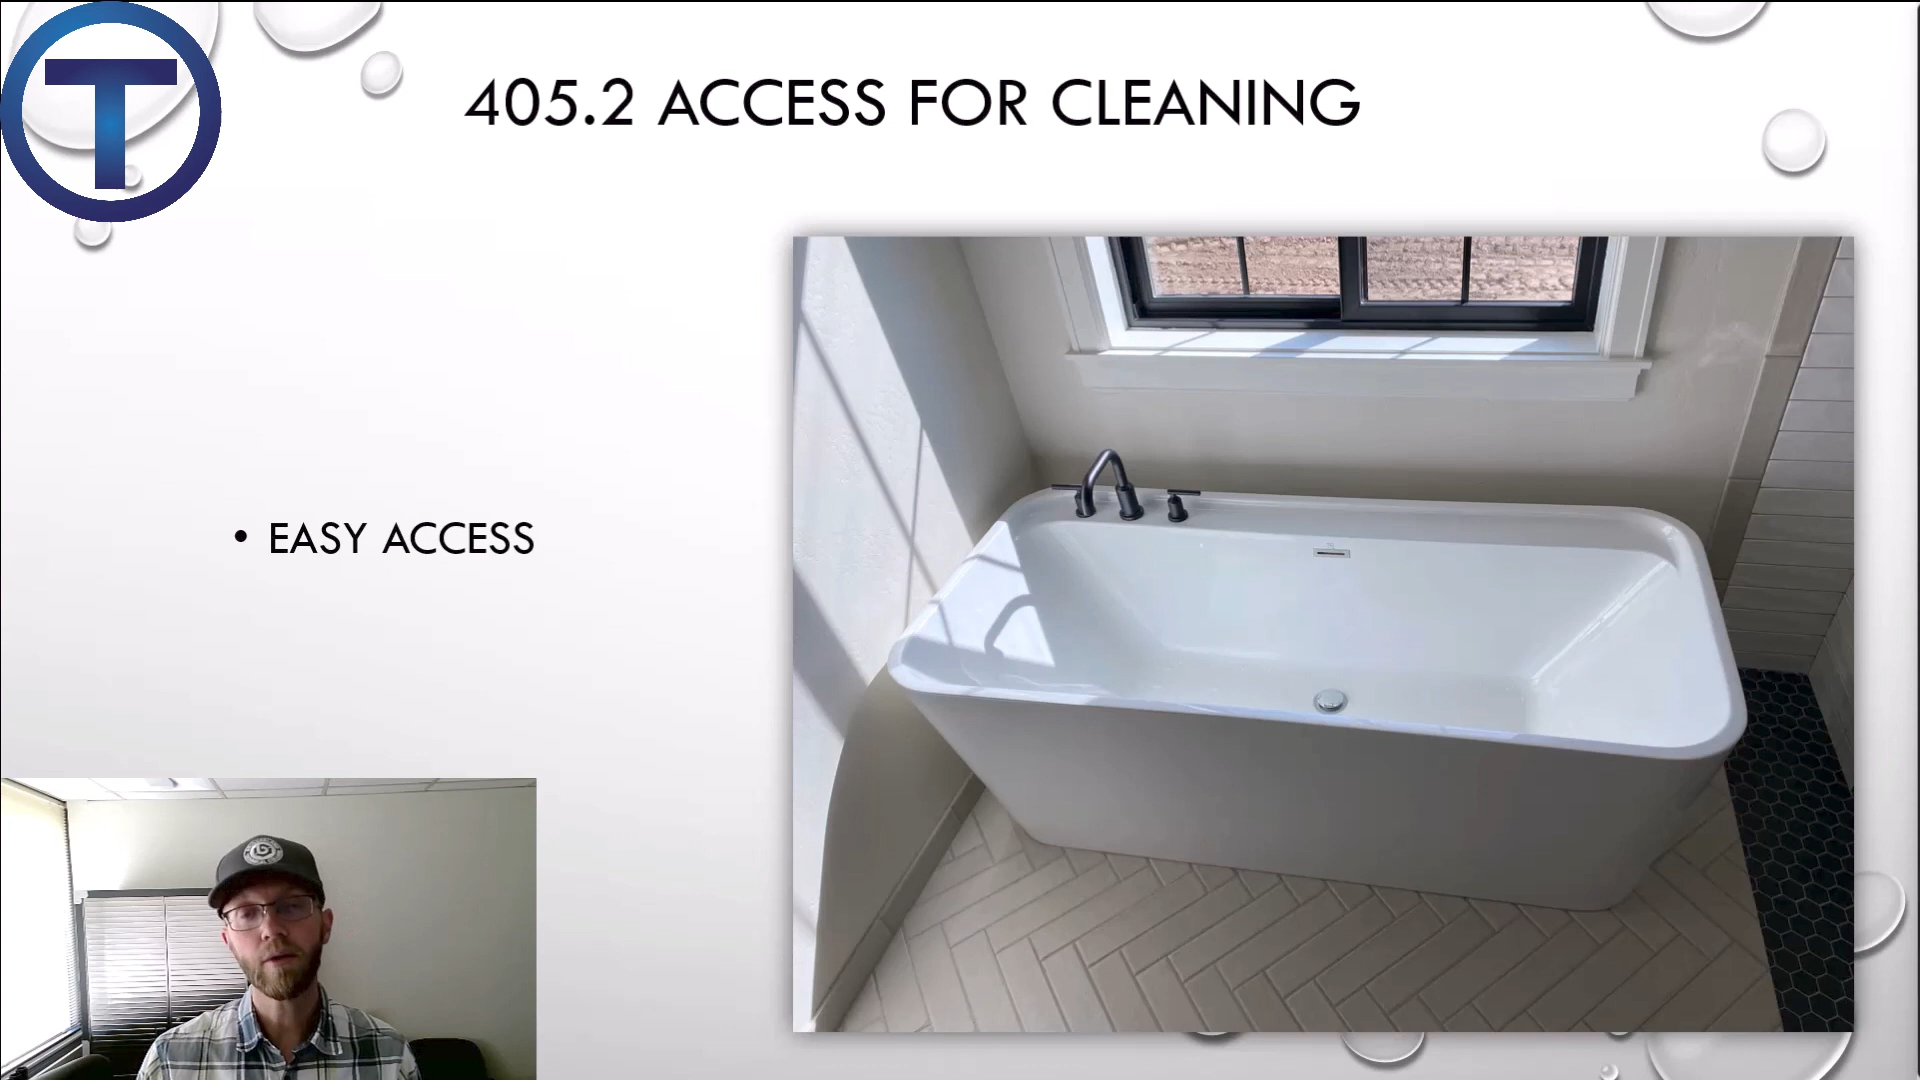 T
405.2 ACCESS FOR CLEANING
• EASY ACCESS